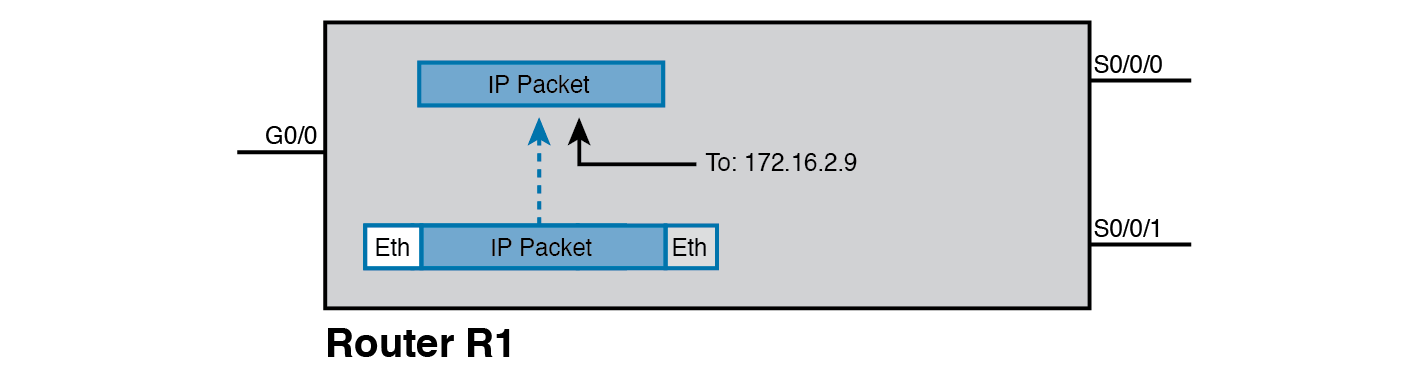 S0/0/0
IP Packet
G0/0
To: 172.16.2.9
S0/0/1
Eth IP Packet Eth
Router R1